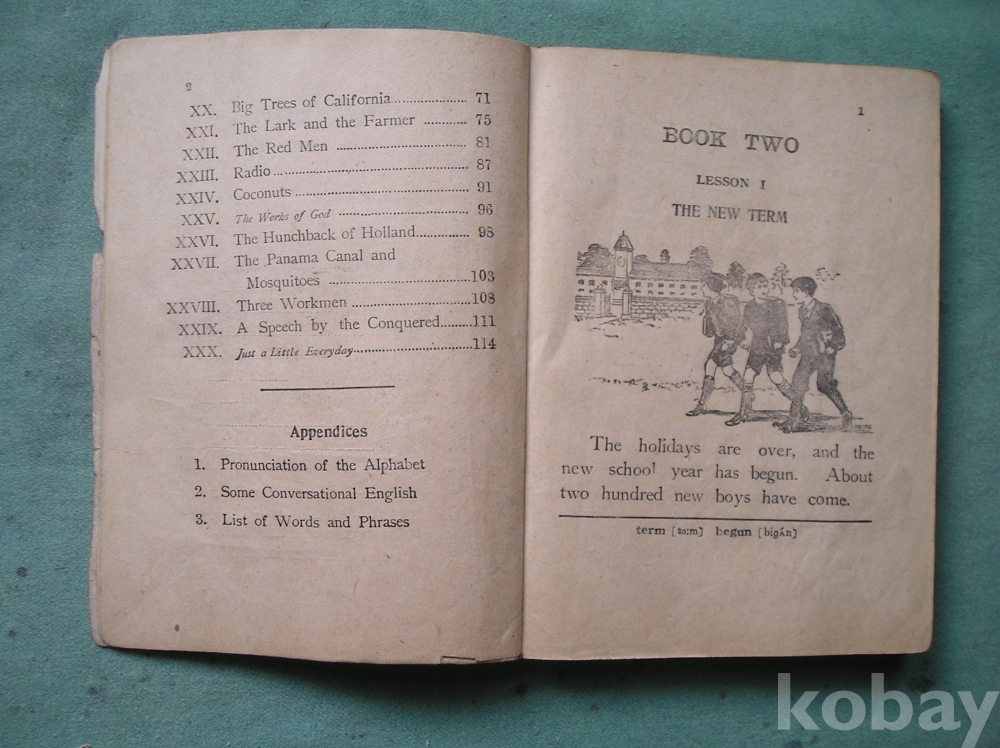 2
XX. Big Trees of California.................. 71
XXI. The Lark and the Farmer ........... 75
XXII. The Red Men ................................. 81
XXIII. Radio................................................ 87
XXIV. Coconuts ........................................ 91
XXV. The Works of God ............................ 96
XXVI. The Hunchback of Holland............. 98
XXVII. The Panama Canal and
Mosquitoes ..............................103
XXVIII. Three Workmen .........................108
XXIX. A Speech by the Conquered........111
XXX. Just a Little Everyday........................114
Appendices
1. Pronunciation of the Alphabet
2. Some Conversational English
3. List of Words and Phrases
1
BOOK TWO
LESSON I
THE NEW TERM
The holidays are over, and the
new school year has begun. About
two hundred new boys have come.
term [tə:m] begun [bigʌ́n]
kobay